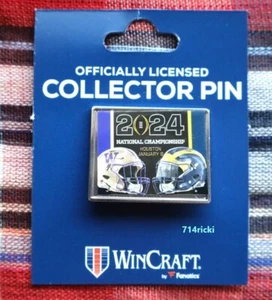 OFFICIALLY LICENSED
COLLECTOR PIN
2024
NATIONAL CHAMPIONSHIP
HOUSTON
JANUARY 8
W
714ricki
WINCRAFT
by Fanatics